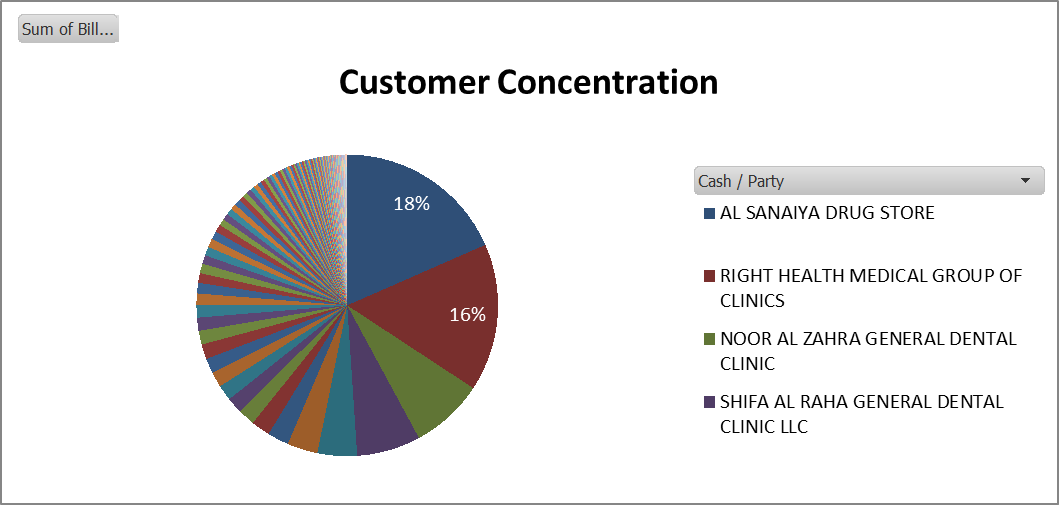 Sum of Bill...
Customer Concentration
18%
16%
Cash / Party
AL SANAIYA DRUG STORE
RIGHT HEALTH MEDICAL GROUP OF
CLINICS
NOOR AL ZAHRA GENERAL DENTAL
CLINIC
SHIFA AL RAHA GENERAL DENTAL
CLINIC LLC